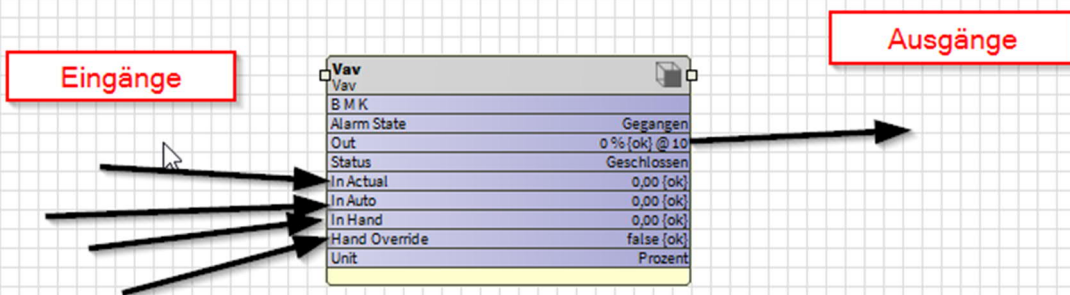 Eingänge
Ausgänge
Vav
Vav
B M K
Alarm State Gegangen
Out 0 % {ok} @ 10
Status Geschlossen
In Actual 0,00 {ok}
In Auto 0,00 {ok}
In Hand 0,00 {ok}
Hand Override false {ok}
Unit Prozent